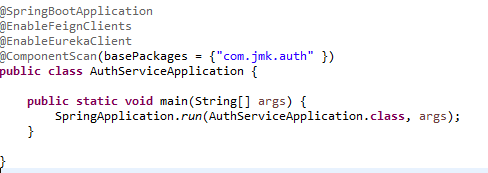 @SpringBootApplication
@EnableFeignClients
@EnableEurekaClient
@ComponentScan(basePackages = {"com.jmk.auth" })
public class AuthServiceApplication {
public static void main(String[] args) {
SpringApplication.run(AuthServiceApplication.class, args);
}
}